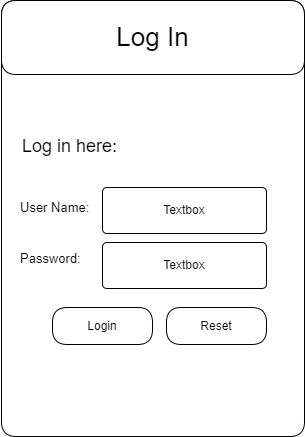 Log In
Log in here:
User Name: Textbox
Password: Textbox
Login Reset